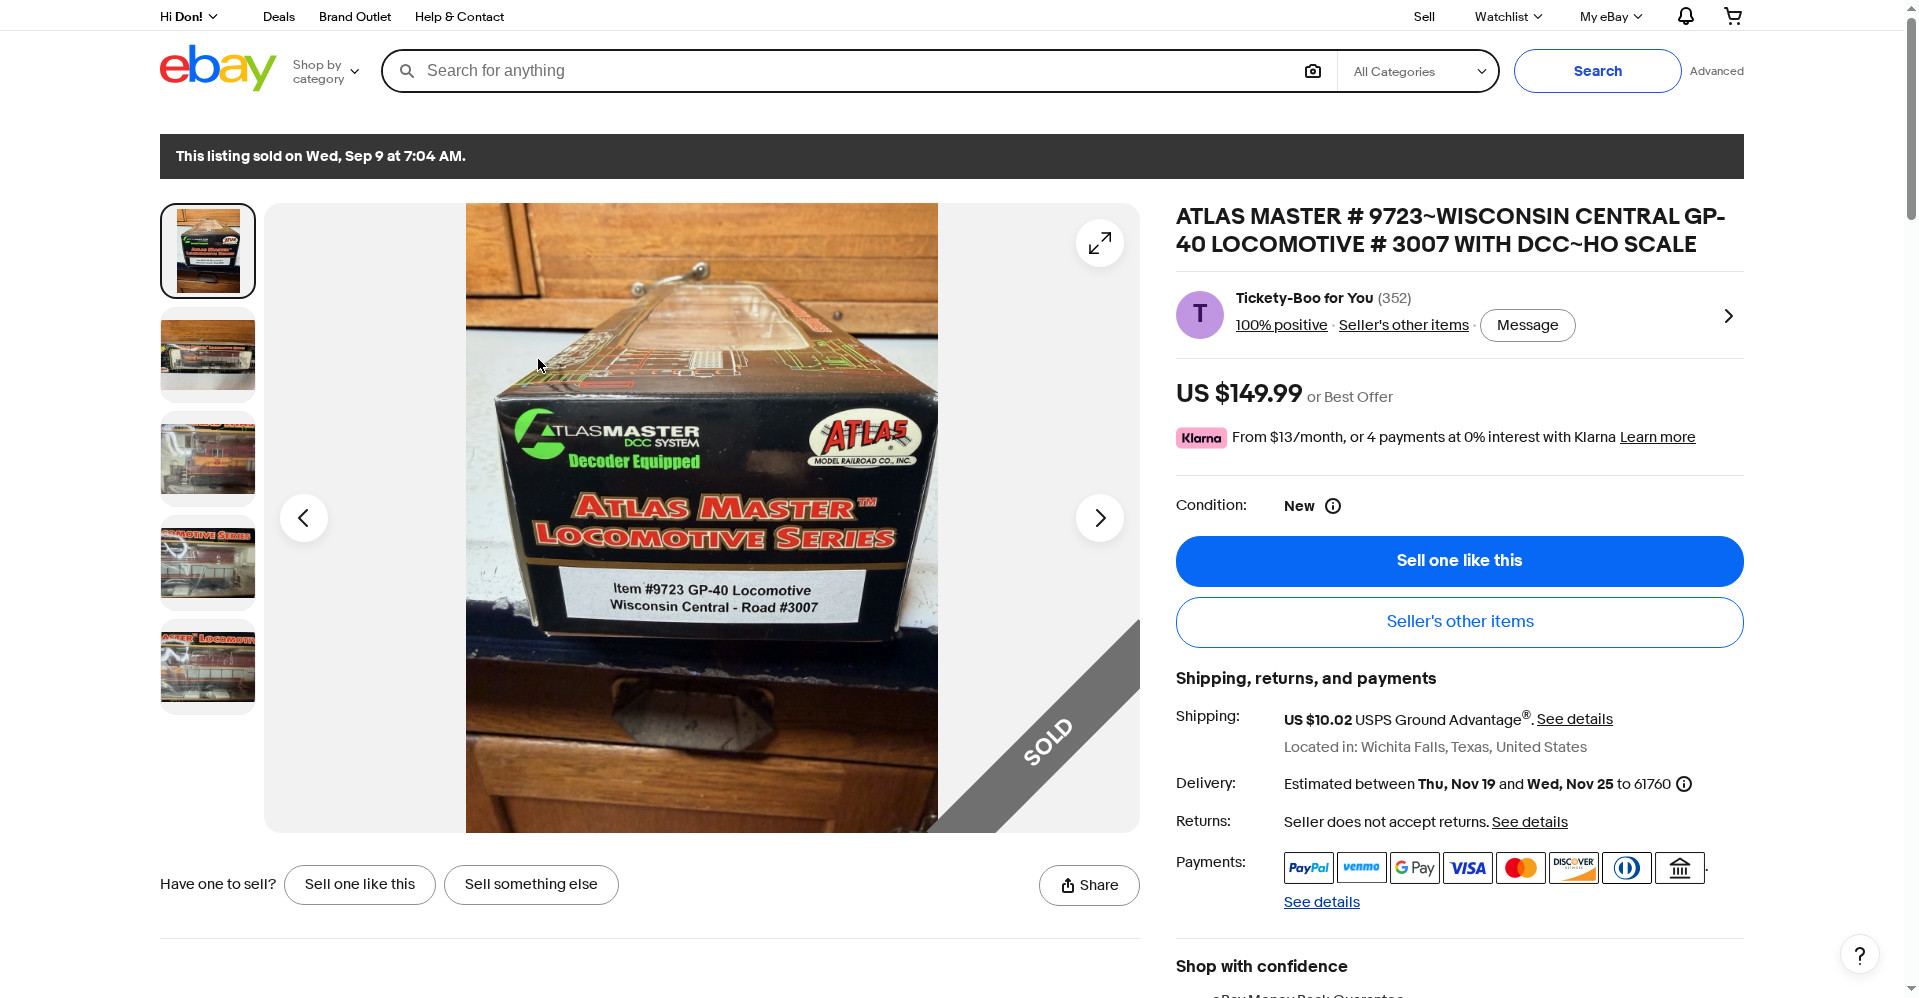 Hi Don!
Deals
Brand Outlet
Help & Contact
Sell
Watchlist
My eBay
ebay
Shop by
category
Search for anything
All Categories
Search
Advanced
This listing sold on Wed, Sep 9 at 7:04 AM.
ATLASMASTER
DCC SYSTEM
Decoder Equipped
ATLAS
MODEL RAILROAD CO., INC.
ATLAS MASTER™
LOCOMOTIVE SERIES
Item #9723 GP-40 Locomotive
Wisconsin Central - Road #3007
SOLD
Have one to sell?
Sell one like this
Sell something else
Share
ATLAS MASTER # 9723~WISCONSIN CENTRAL GP-
40 LOCOMOTIVE # 3007 WITH DCC~HO SCALE
T
Tickety-Boo for You (352)
100% positive · Seller's other items · Message
US $149.99 or Best Offer
Klarna From $13/month, or 4 payments at 0% interest with Klarna Learn more
Condition: New
Sell one like this
Seller's other items
Shipping, returns, and payments
Shipping: US $10.02 USPS Ground Advantage®. See details
Located in: Wichita Falls, Texas, United States
Delivery: Estimated between Thu, Nov 19 and Wed, Nov 25 to 61760
Returns: Seller does not accept returns. See details
Payments: PayPal venmo G Pay VISA DISCOVER
See details
Shop with confidence
eBay Money Back Guarantee
?